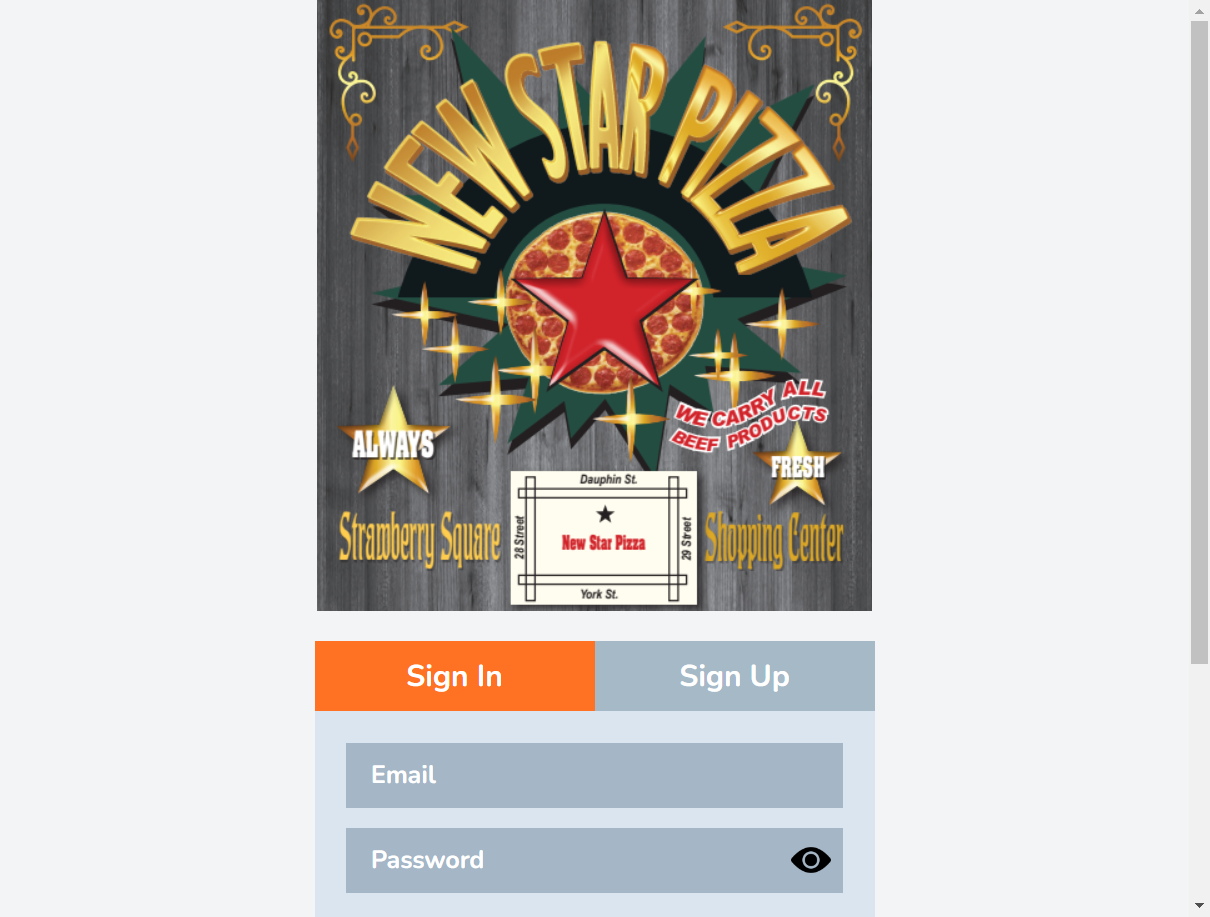 NEW STAR PIZZA
WE CARRY ALL
BEEF PRODUCTS
ALWAYS
FRESH
Strawberry Square
Shopping Center
Dauphin St.
28 Street
New Star Pizza
29 Street
York St.
Sign In
Sign Up
Email
Password